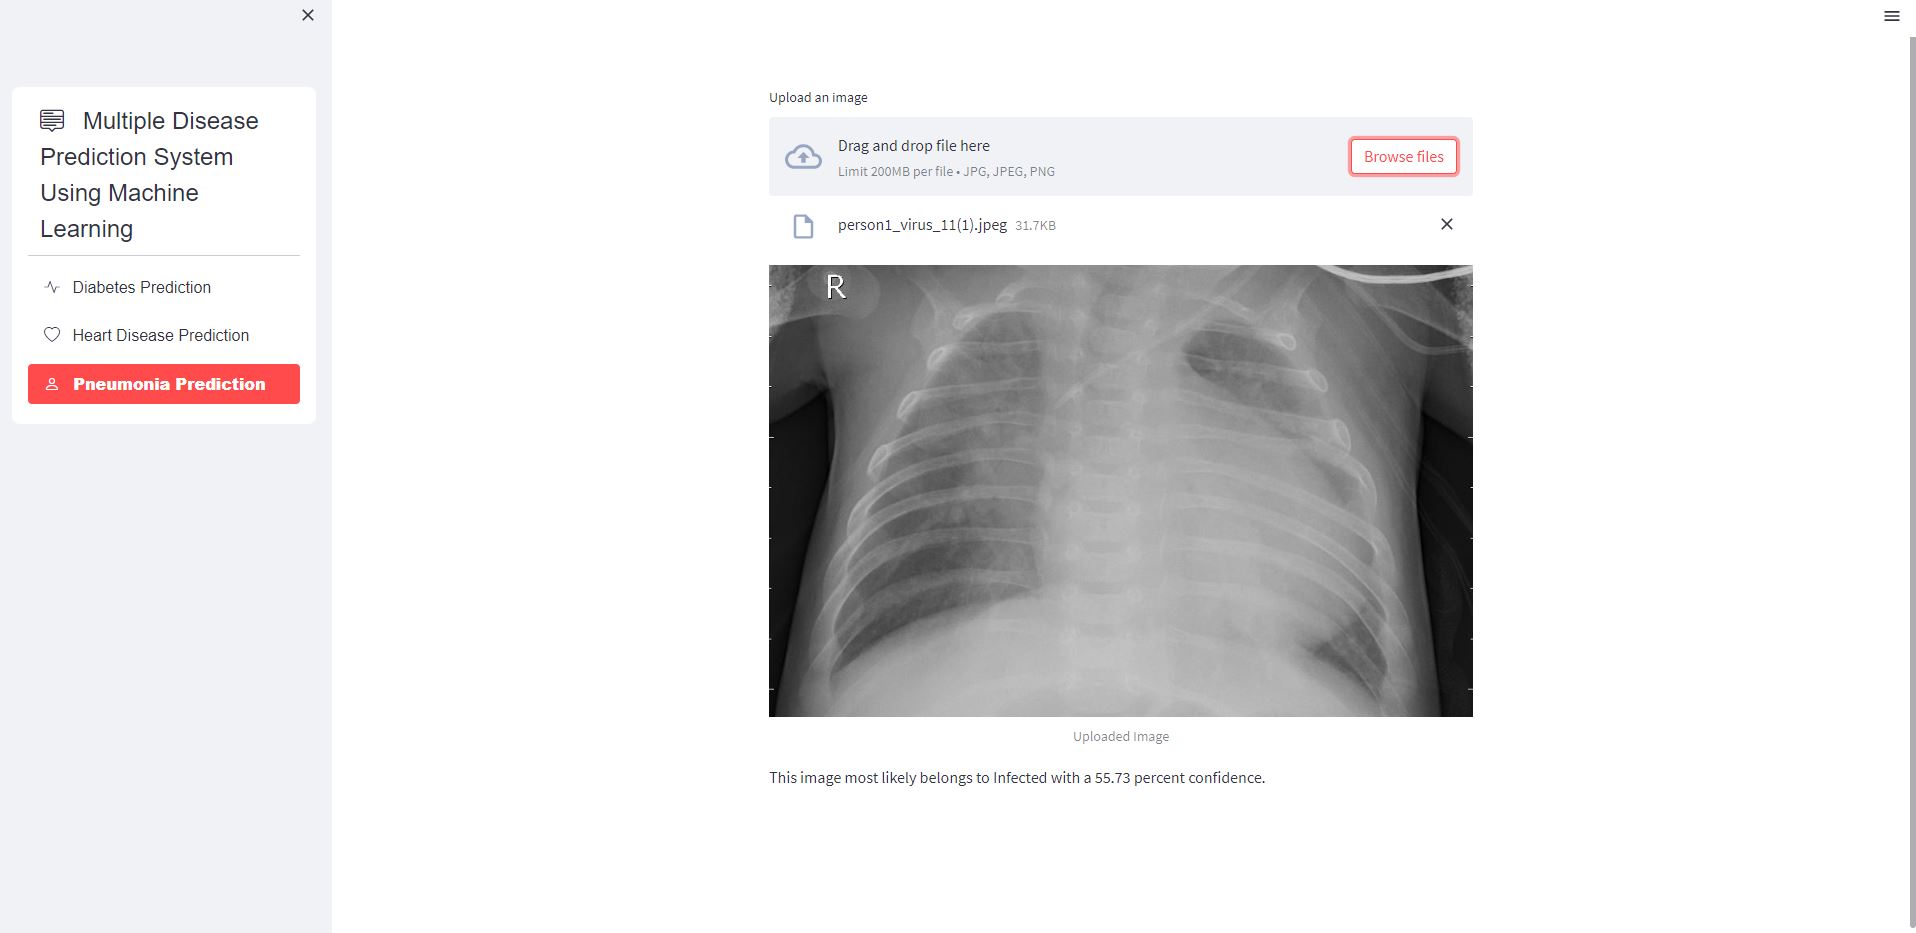 Multiple Disease
Prediction System
Using Machine
Learning
Diabetes Prediction
Heart Disease Prediction
Pneumonia Prediction
Upload an image
Drag and drop file here
Limit 200MB per file • JPG, JPEG, PNG
Browse files
person1_virus_11(1).jpeg 31.7KB
R
Uploaded Image
This image most likely belongs to Infected with a 55.73 percent confidence.